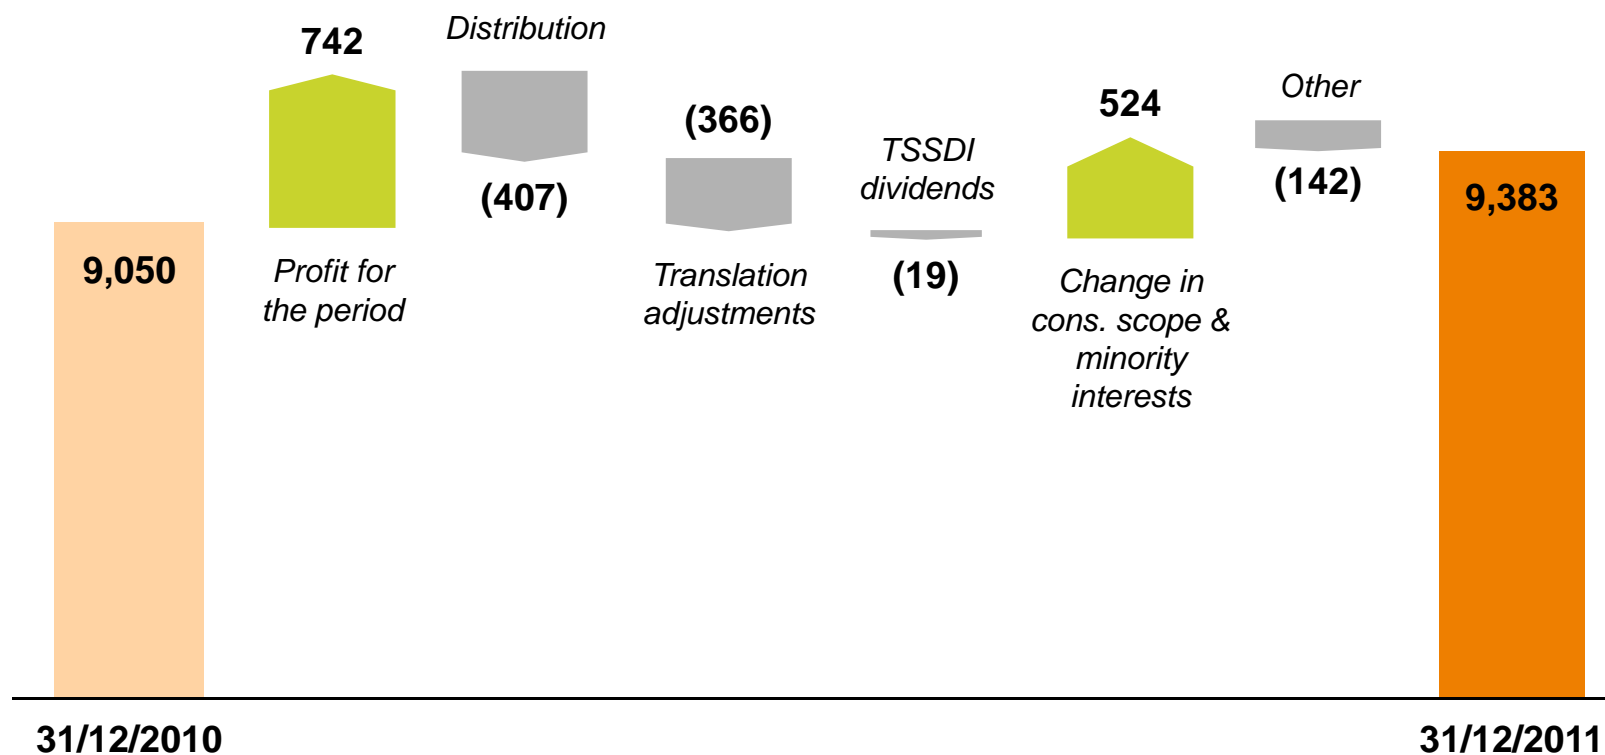 9,050
31/12/2010
742
Profit for
the period
Distribution
(407)
(366)
Translation
adjustments
TSSDI
dividends
(19)
524
Change in
cons. scope &
minority
interests
Other
(142)
9,383
31/12/2011